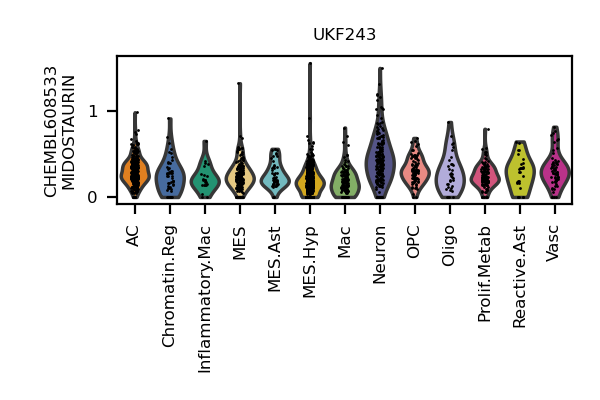 UKF243
CHEMBL608533
MIDOSTAURIN
1
0
AC
Chromatin.Reg
Inflammatory.Mac
MES
MES.Ast
MES.Hyp
Mac
Neuron
OPC
Oligo
Prolif.Metab
Reactive.Ast
Vasc